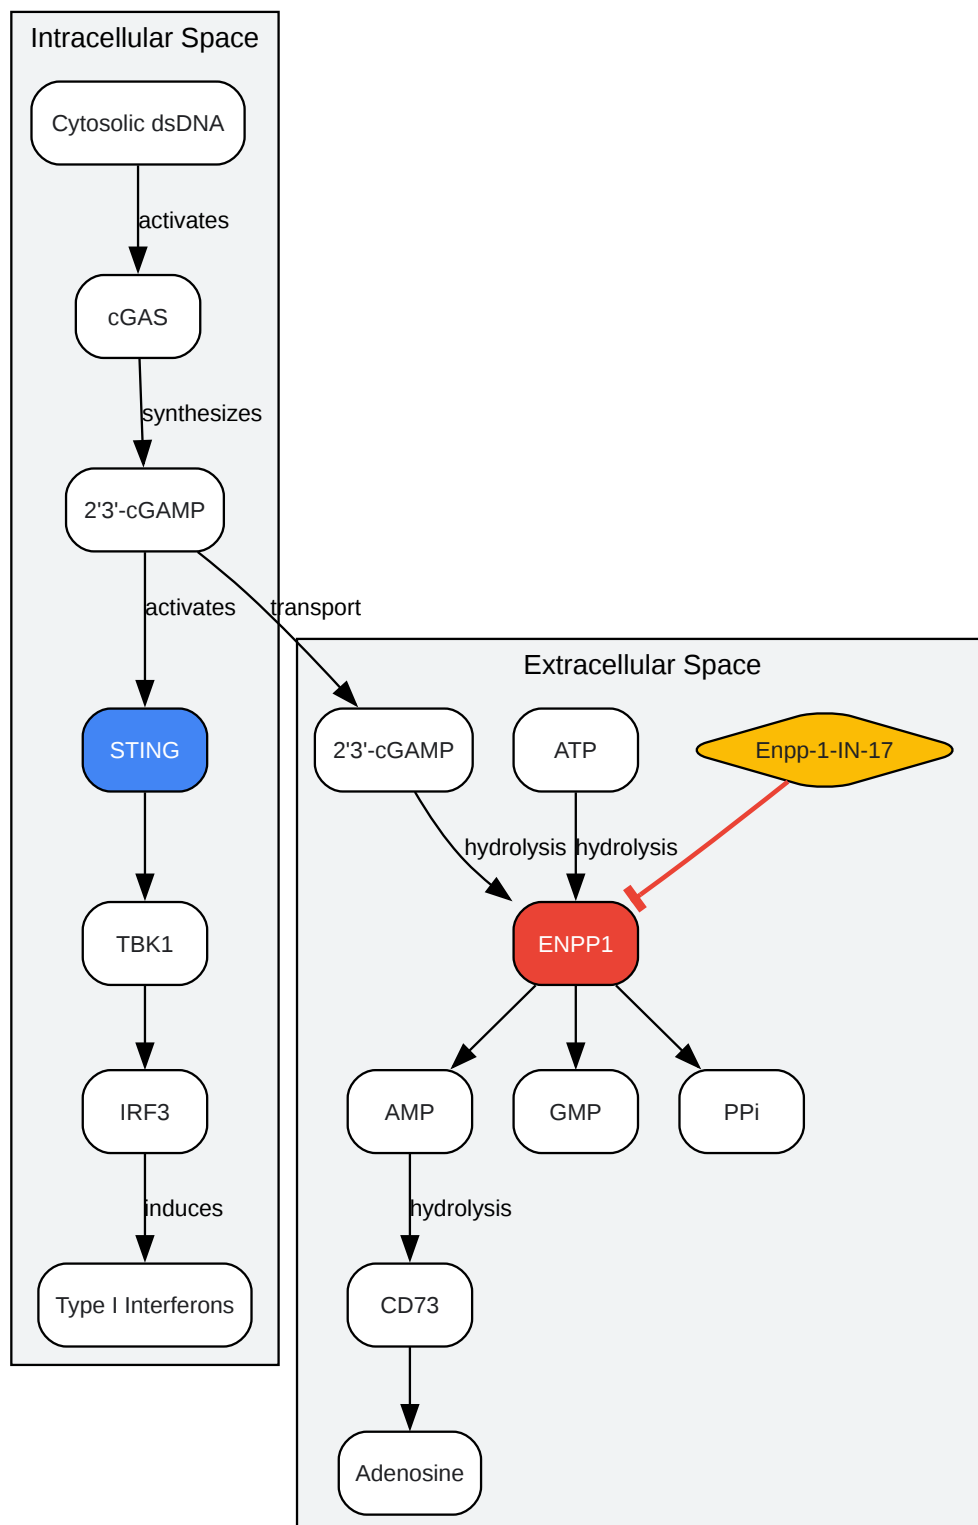 Intracellular Space
Cytosolic dsDNA
activates
cGAS
synthesizes
2'3'-cGAMP
activates
transport
STING
TBK1
IRF3
induces
Type I Interferons
Extracellular Space
2'3'-cGAMP
ATP
Enpp-1-IN-17
hydrolysis
hydrolysis
ENPP1
AMP
GMP
PPi
hydrolysis
CD73
Adenosine